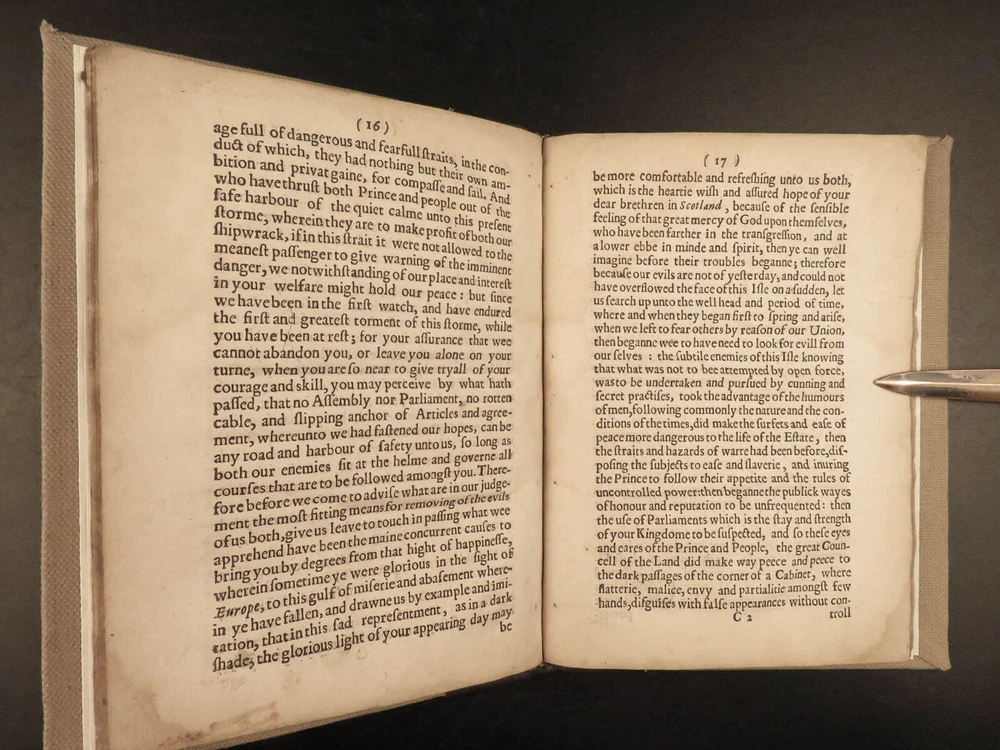 (16)
age full of dangerous and fearfull ſtraits, in the con-
duct of which, they had nothing but their own am-
bition and privat gaine, for compaſſe and ſail. And
who have thruſt both Prince and people out of the
ſafe harbour of the quiet calme unto this preſent
ſtorme, wherein they are to make profit of both our
ſhipwrack, if in this ſtrait it were not allowed to the
meaneſt paſſenger to give warning of the imminent
danger, we notwithſtanding of our place and intereſt
in your welfare might hold our peace : but ſince
we have been in the firſt watch, and have endured
the firſt and greateſt torment of this ſtorme, while
you have been at reſt; for your aſſurance that wee
cannot abandon you, or leave you alone on your
turne, when you are ſo near to give tryall of your
courage and skill, you may perceive by what hath
paſſed, that no Aſſembly nor Parliament, no rotten
cable, and ſlipping anchor of Articles and agree-
ment, whereunto we had faſtened our hopes, can be
any road and harbour of ſafety unto us, ſo long as
both our enemies ſit at the helme and governe all
courſes that are to be followed amongſt you. There-
fore before we come to adviſe what are in our judge-
ment the moſt fitting means for removing of the evils
of us both, give us leave to touch in paſſing what wee
apprehend have been the maine concurrent cauſes to
bring you by degrees from that hight of happineſſe,
wherein ſometime ye were glorious in the ſight of
Europe, to this gulf of miſerie and abaſement where-
in ye have fallen, and drawne us by example and imi-
tation, that in this ſad repreſentment, as in a dark
ſhade, the glorious light of your appearing day may
be
(17)
be more comfortable and refreſhing unto us both,
which is the heartie wiſh and aſſured hope of your
dear brethren in Scotland, becauſe of the ſenſible
feeling of that great mercy of God upon themſelves,
who have been farther in the tranſgreſſion, and at
a lower ebbe in minde and ſpirit, then ye can well
imagine before their troubles beganne; therefore
becauſe our evils are not of yeſterday, and could not
have overflowed the face of this Iſle on a ſudden, let
us ſearch up unto the well head and period of time,
where and when they began firſt to ſpring and ariſe,
when we left to fear others by reaſon of our Union,
then beganne wee to have need to look for evill from
our ſelves : the ſubtile enemies of this Iſle knowing
that what was not to bee attempted by open force,
was to be undertaken and purſued by cunning and
ſecret practiſes, took the advantage of the humours
of men, following commonly the nature and the con-
ditions of the times, did make the ſurfets and eaſe of
peace more dangerous to the life of the Eſtate, then
the ſtraits and hazards of warre had been before, diſ-
poſing the ſubjects to eaſe and ſlaverie, and inuring
the Prince to follow their appetite and the rules of
uncontrolled power: then beganne the publick wayes
of honour and reputation to be unfrequented: then
the uſe of Parliaments which is the ſtay and ſtrength
of your Kingdome to be ſuſpected, and ſo theſe eyes
and eares of the Prince and People, the great Coun-
cell of the Land did make way peece and peece to
the dark paſſages of the corner of a Cabinet, where
flatterie, malice, envy and partialitie amongſt few
hands, diſguiſes with falſe appearances without con-
C 2
troll